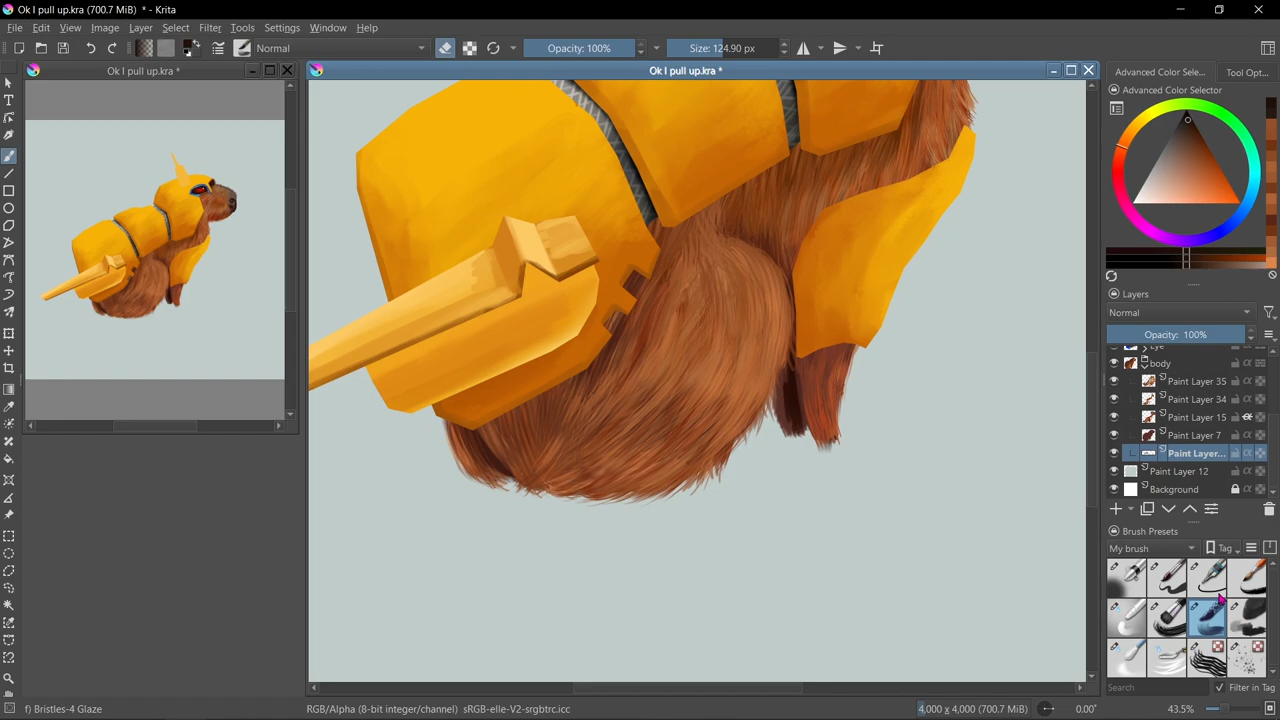 Ok I pull up.kra (700.7 MiB) * - Krita
File Edit View Image Layer Select Filter Tools Settings Window Help
Normal Opacity: 100% Size: 124.90 px
Ok I pull up.kra *
Ok I pull up.kra *
Advanced Color Sele... Tool Opt...
Advanced Color Selector
Layers
Normal
Opacity: 100%
Eye
body
Paint Layer 35
Paint Layer 34
Paint Layer 15
Paint Layer 7
Paint Layer...
Paint Layer 12
Background
Brush Presets
My brush Tag
Search Filter in Tag
f) Bristles-4 Glaze RGB/Alpha (8-bit integer/channel) sRGB-elle-V2-srgbtrc.icc 4,000 x 4,000 (700.7 MiB) 0.00° 43.5%